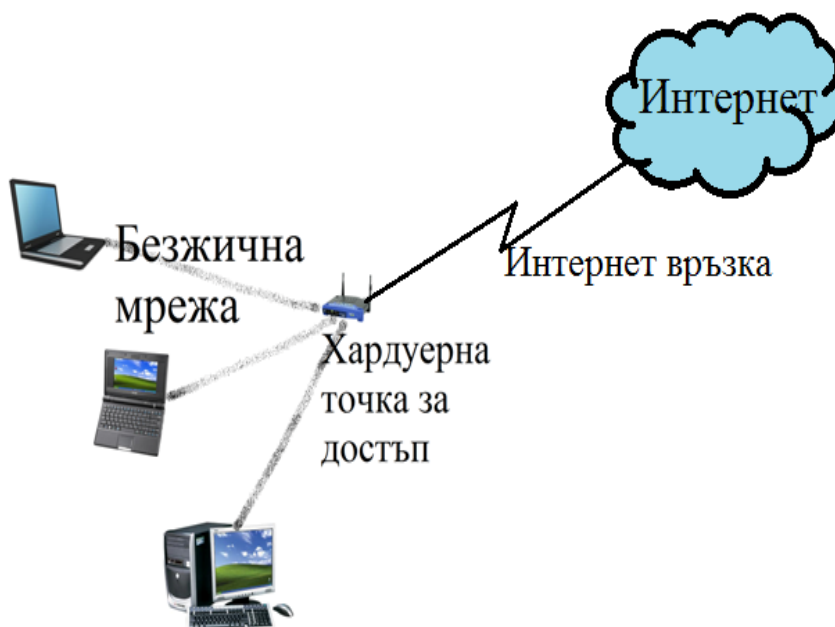 Интернет
Безжична
мрежа
Интернет връзка
Хардуерна
точка за
достъп